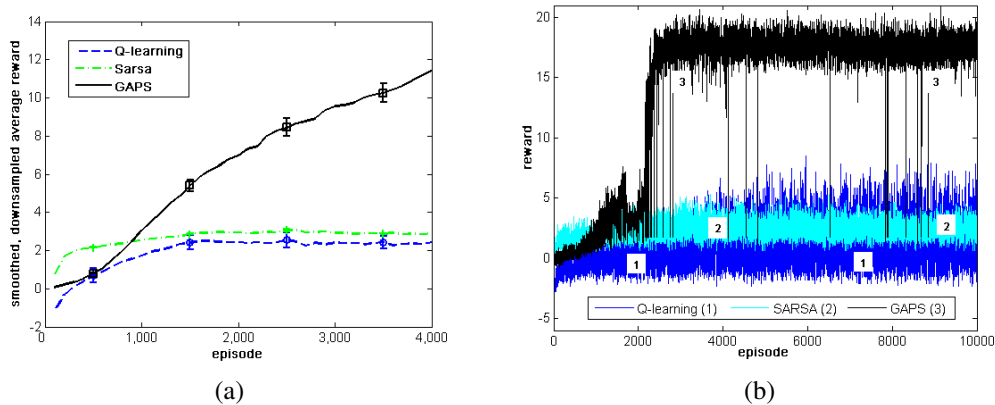 14
12
10
8
6
4
2
0
-2
smoothed, downsampled average reward
Q-learning
Sarsa
GAPS
0
1,000
2,000
3,000
4,000
episode
(a)
20
15
10
5
0
-5
reward
3
3
2
2
1
1
Q-learning (1)
SARSA (2)
GAPS (3)
0
2000
4000
6000
8000
10000
episode
(b)